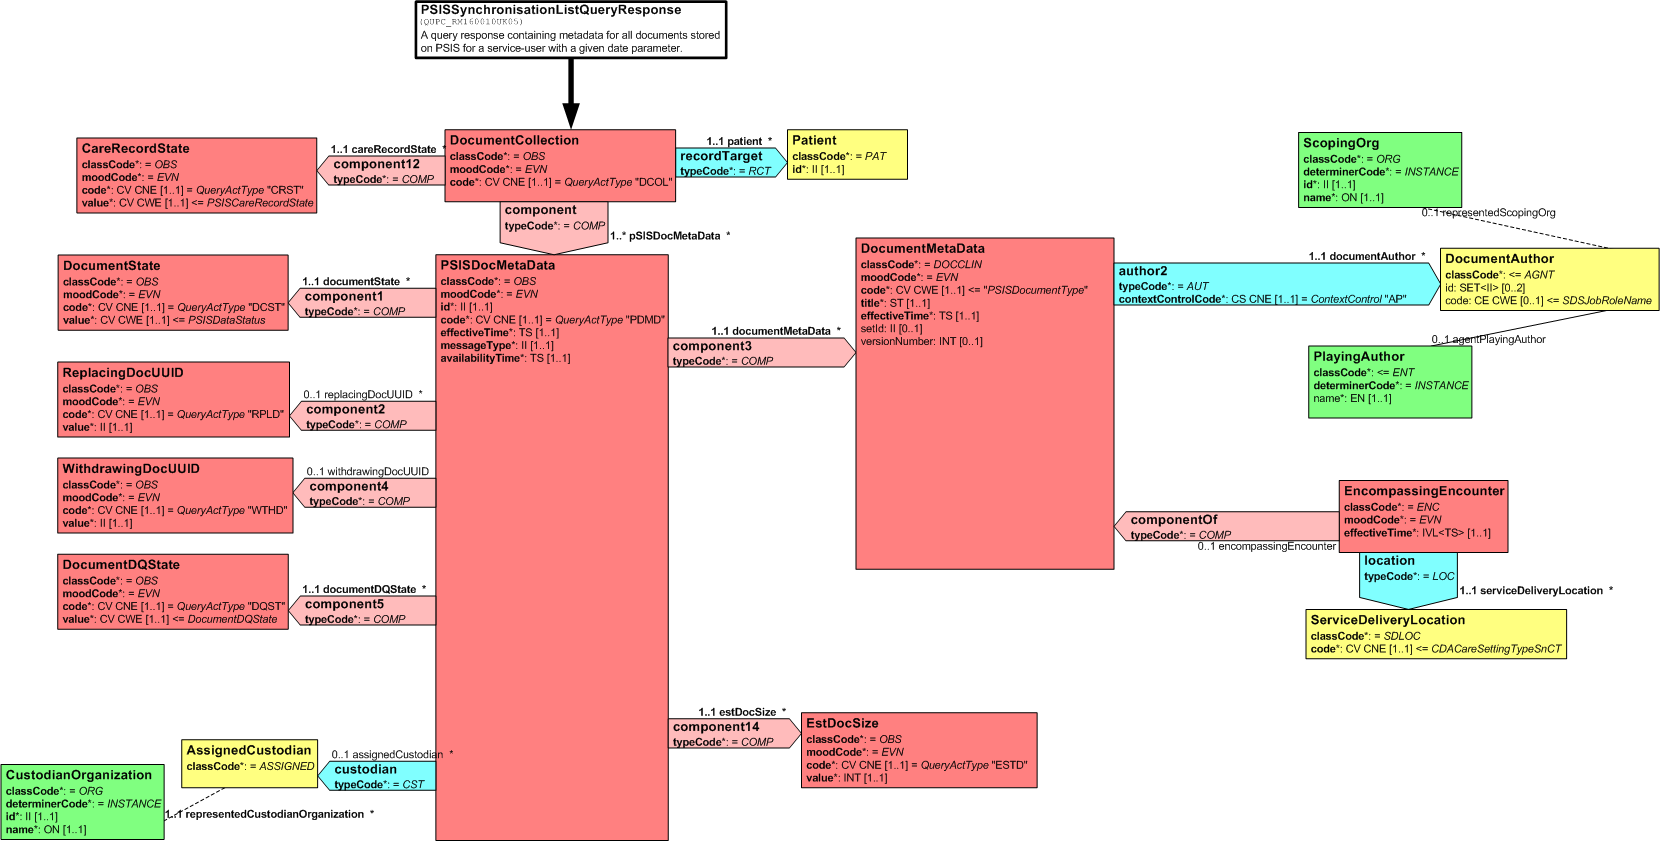 PSISSynchronisationListQueryResponse
(QUPC_RM160010UK05)
A query response containing metadata for all documents stored
on PSIS for a service-user with a given date parameter.
CareRecordState
classCode*: = OBS
moodCode*: = EVN
code*: CV CNE [1..1] = QueryActType "CRST"
value*: CV CWE [1..1] <= PSISCareRecordState
1..1 careRecordState *
component12
typeCode*: = COMP
DocumentCollection
classCode*: = OBS
moodCode*: = EVN
code*: CV CNE [1..1] = QueryActType "DCOL"
1..1 patient *
recordTarget
typeCode*: = RCT
Patient
classCode*: = PAT
id*: II [1..1]
component
typeCode*: = COMP
1..* pSISDocMetaData *
ScopingOrg
classCode*: = ORG
determinerCode*: = INSTANCE
id*: II [1..1]
name*: ON [1..1]
0..1 representedScopingOrg
DocumentState
classCode*: = OBS
moodCode*: = EVN
code*: CV CNE [1..1] = QueryActType "DCST"
value*: CV CWE [1..1] <= PSISDataStatus
1..1 documentState *
component1
typeCode*: = COMP
PSISDocMetaData
classCode*: = OBS
moodCode*: = EVN
id*: II [1..1]
code*: CV CNE [1..1] = QueryActType "PDMD"
effectiveTime*: TS [1..1]
messageType*: II [1..1]
availabilityTime*: TS [1..1]
1..1 documentMetaData *
component3
typeCode*: = COMP
DocumentMetaData
classCode*: = DOCCLIN
moodCode*: = EVN
code*: CV CWE [1..1] <= "PSISDocumentType"
title*: ST [1..1]
effectiveTime*: TS [1..1]
setId: II [0..1]
versionNumber: INT [0..1]
1..1 documentAuthor *
author2
typeCode*: = AUT
contextControlCode*: CS CNE [1..1] = ContextControl "AP"
DocumentAuthor
classCode*: <= AGNT
id: SET<II> [0..2]
code: CE CWE [0..1] <= SDSJobRoleName
0..1 agentPlayingAuthor
PlayingAuthor
classCode*: <= ENT
determinerCode*: = INSTANCE
name*: EN [1..1]
ReplacingDocUUID
classCode*: = OBS
moodCode*: = EVN
code*: CV CNE [1..1] = QueryActType "RPLD"
value*: II [1..1]
0..1 replacingDocUUID *
component2
typeCode*: = COMP
WithdrawingDocUUID
classCode*: = OBS
moodCode*: = EVN
code*: CV CNE [1..1] = QueryActType "WTHD"
value*: II [1..1]
0..1 withdrawingDocUUID
component4
typeCode*: = COMP
componentOf
typeCode*: = COMP
0..1 encompassingEncounter
EncompassingEncounter
classCode*: = ENC
moodCode*: = EVN
effectiveTime*: IVL<TS> [1..1]
location
typeCode*: = LOC
1..1 serviceDeliveryLocation *
ServiceDeliveryLocation
classCode*: = SDLOC
code*: CV CNE [1..1] <= CDACareSettingTypeSnCT
DocumentDQState
classCode*: = OBS
moodCode*: = EVN
code*: CV CNE [1..1] = QueryActType "DQST"
value*: CV CWE [1..1] <= DocumentDQState
1..1 documentDQState *
component5
typeCode*: = COMP
1..1 estDocSize *
component14
typeCode*: = COMP
EstDocSize
classCode*: = OBS
moodCode*: = EVN
code*: CV CNE [1..1] = QueryActType "ESTD"
value*: INT [1..1]
AssignedCustodian
classCode*: = ASSIGNED
0..1 assignedCustodian *
custodian
typeCode*: = CST
CustodianOrganization
classCode*: = ORG
determinerCode*: = INSTANCE
id*: II [1..1]
name*: ON [1..1]
1..1 representedCustodianOrganization *